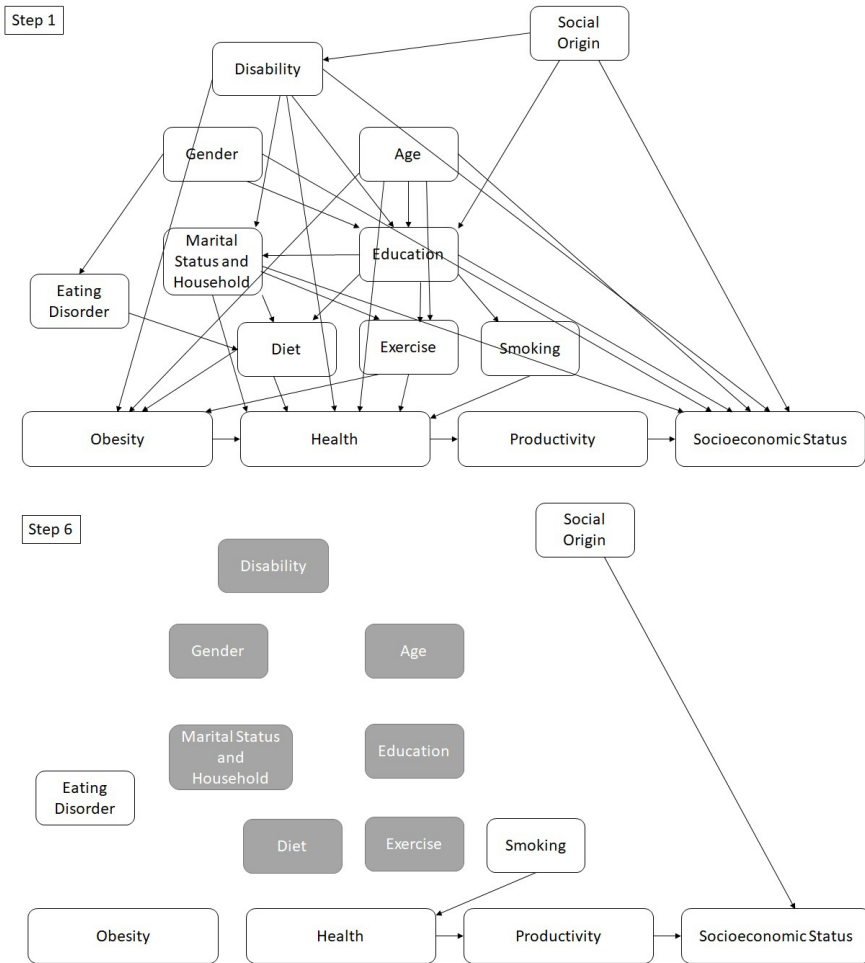 Step 1
Social
Origin
Disability
Gender
Age
Marital
Status and
Household
Education
Eating
Disorder
Diet
Exercise
Smoking
Obesity
Health
Productivity
Socioeconomic Status
Step 6
Social
Origin
Disability
Gender
Age
Marital Status
and
Household
Education
Eating
Disorder
Diet
Exercise
Smoking
Obesity
Health
Productivity
Socioeconomic Status